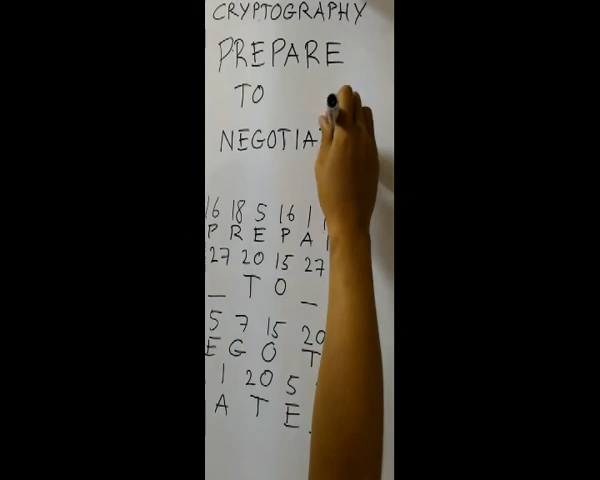 CRYPTOGRAPHY
PREPARE
TO
NEGOTIA
16 18 5 16 1
P R E P A
27 20 15 27
_ T O _
5 7 15 20
E G O T
1 20 5
A T E